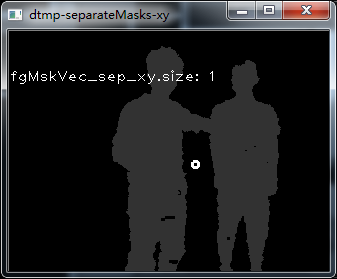 dtmp-separateMasks-xy
fgMskVec_sep_xy.size: 1